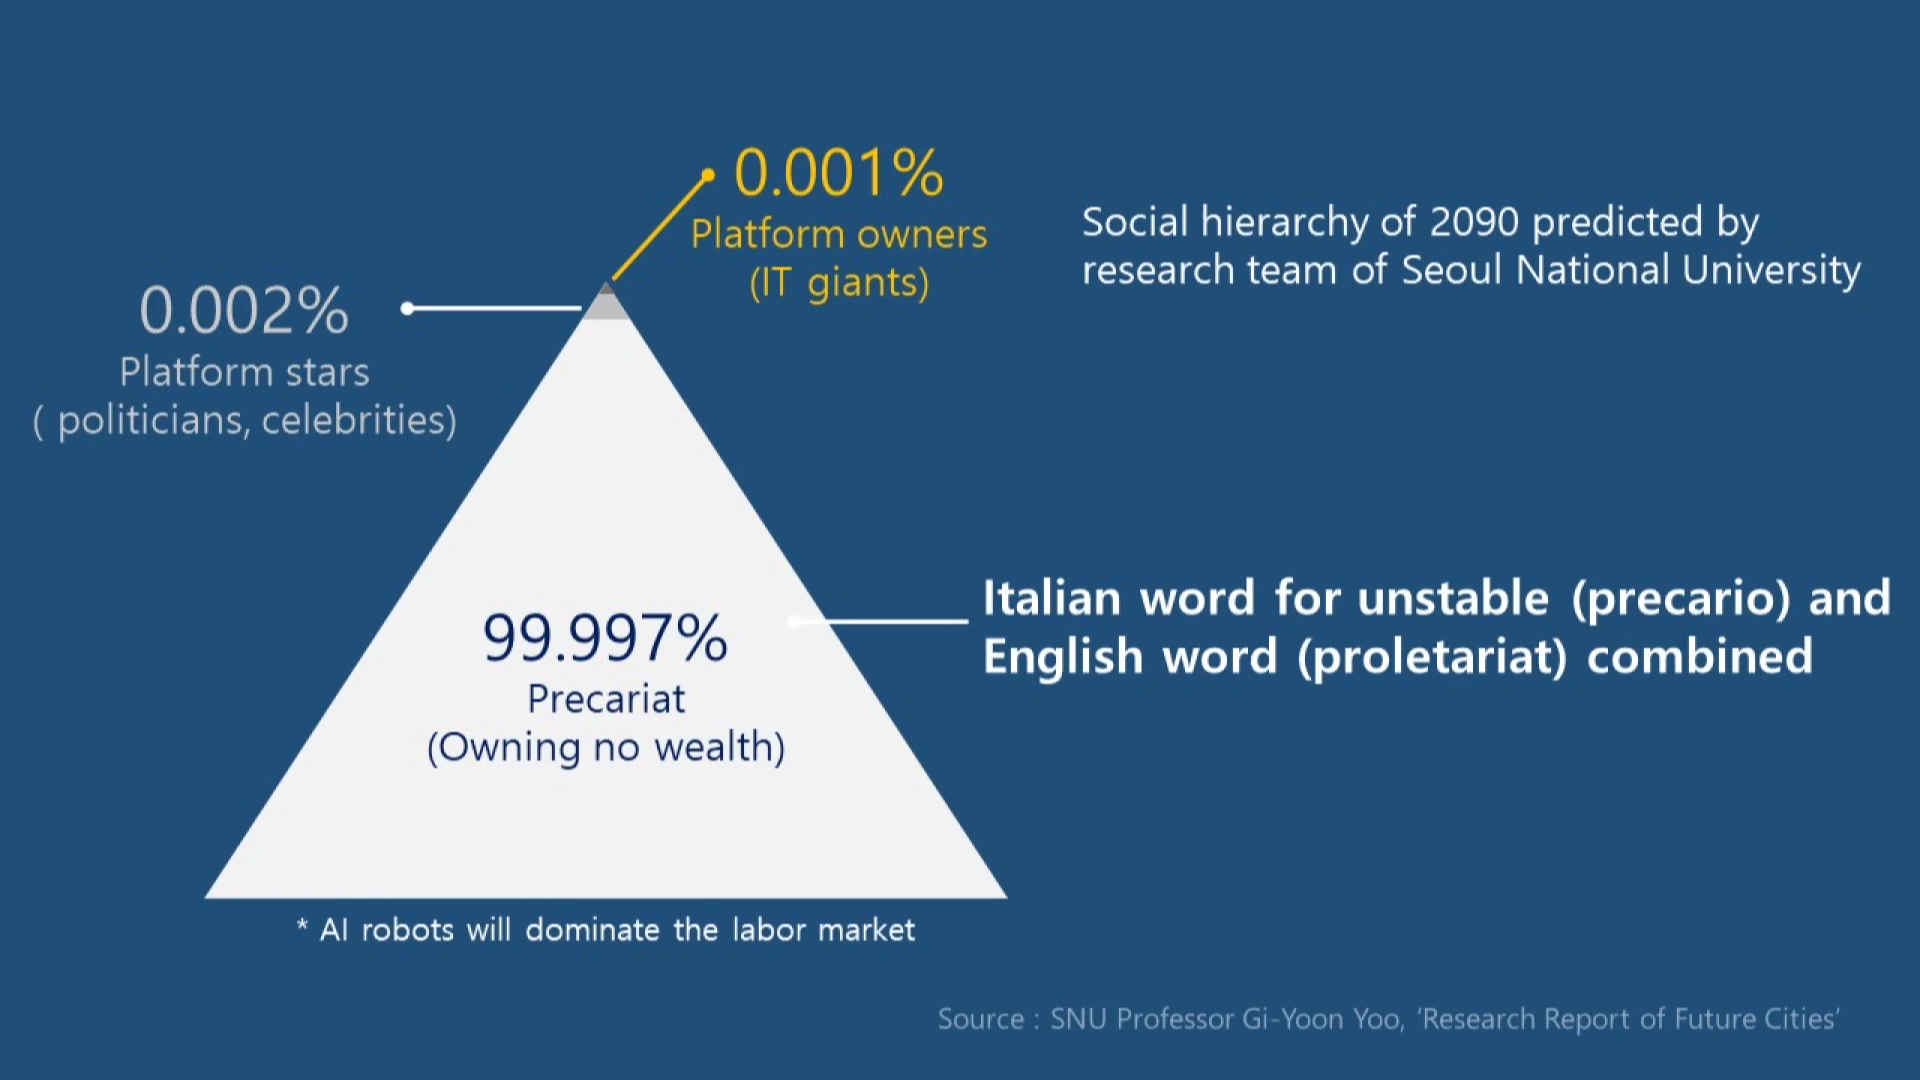 0.001%
Platform owners
(IT giants)
Social hierarchy of 2090 predicted by
research team of Seoul National University
0.002%
Platform stars
( politicians, celebrities)
Italian word for unstable (precario) and
English word (proletariat) combined
99.997%
Precariat
(Owning no wealth)
* AI robots will dominate the labor market
Source : SNU Professor Gi-Yoon Yoo, ‘Research Report of Future Cities’